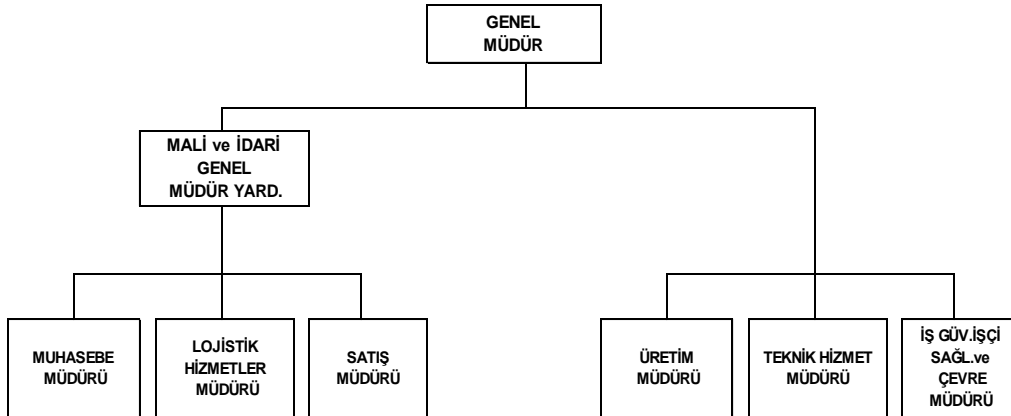 GENEL
MÜDÜR
MALİ ve İDARİ
GENEL
MÜDÜR YARD.
MUHASEBE
MÜDÜRÜ
LOJİSTİK
HİZMETLER
MÜDÜRÜ
SATIŞ
MÜDÜRÜ
ÜRETİM
MÜDÜRÜ
TEKNİK HİZMET
MÜDÜRÜ
İŞ GÜV.İŞÇİ
SAĞL.ve
ÇEVRE
MÜDÜRÜ